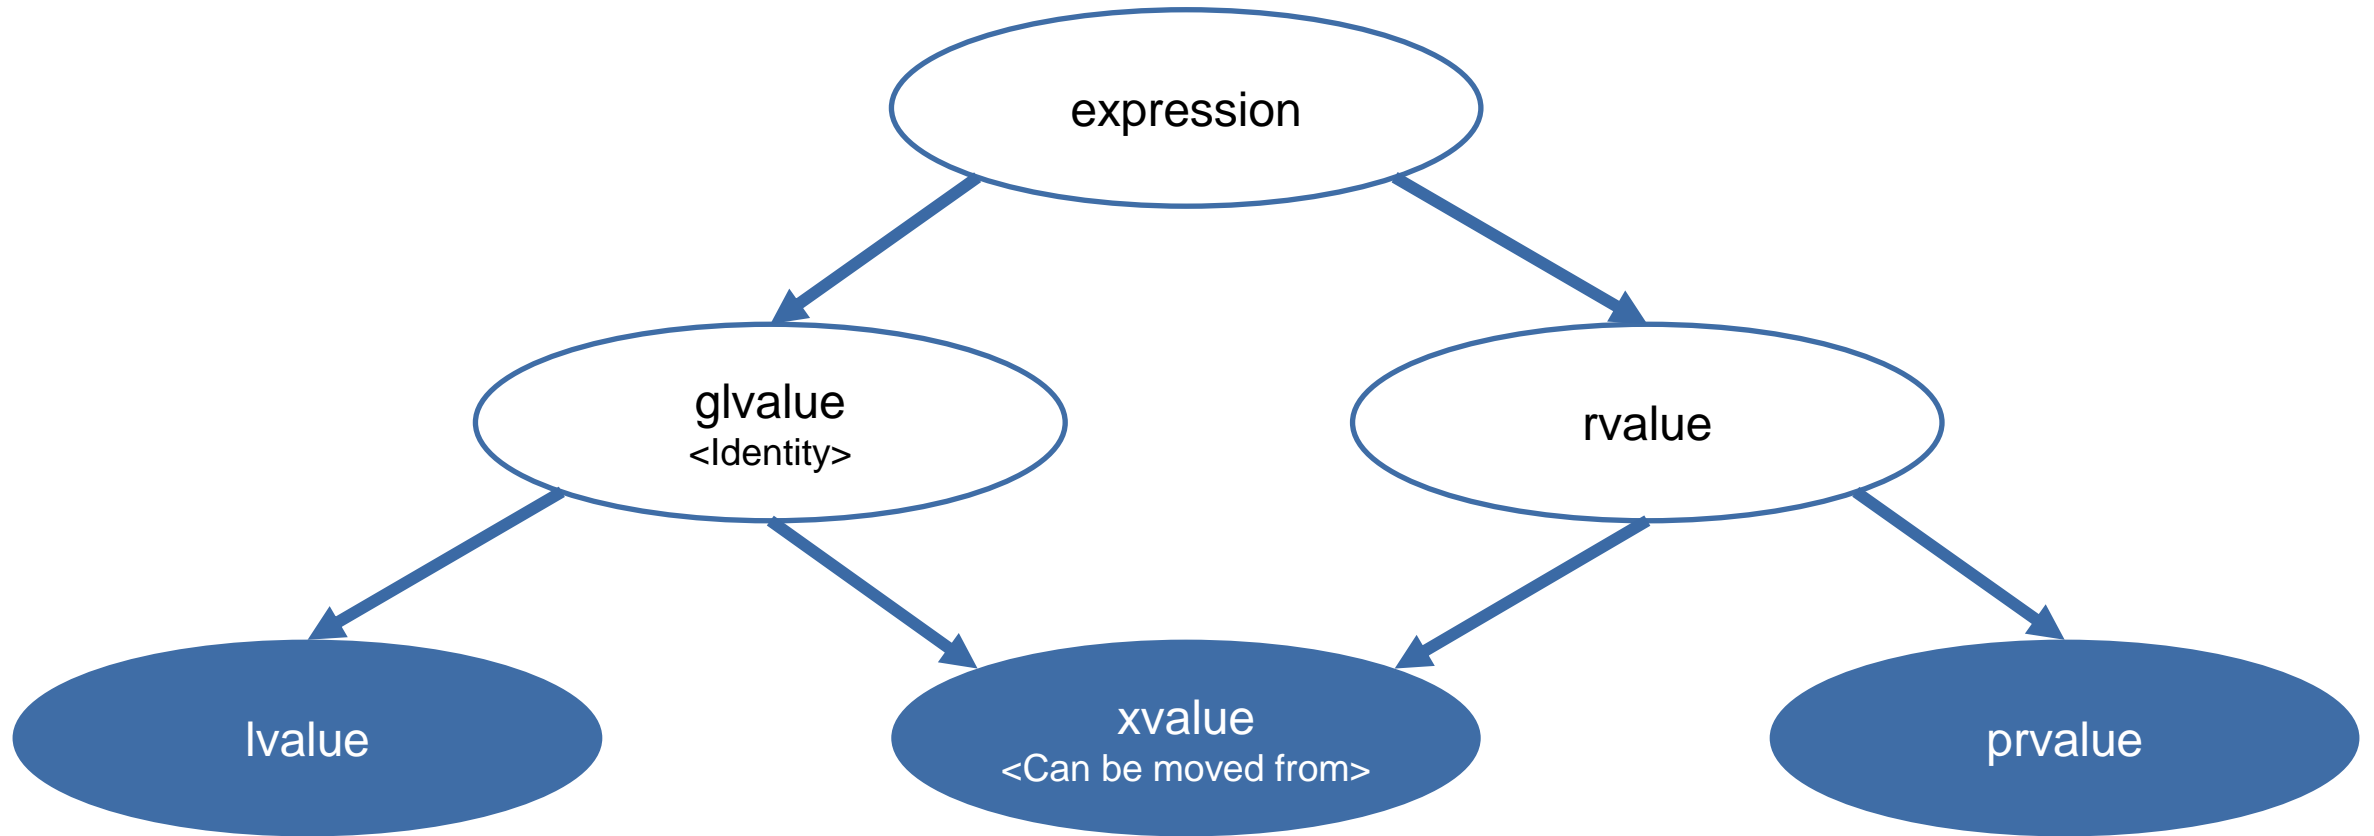 expression
glvalue
<Identity>
rvalue
lvalue
xvalue
<Can be moved from>
prvalue